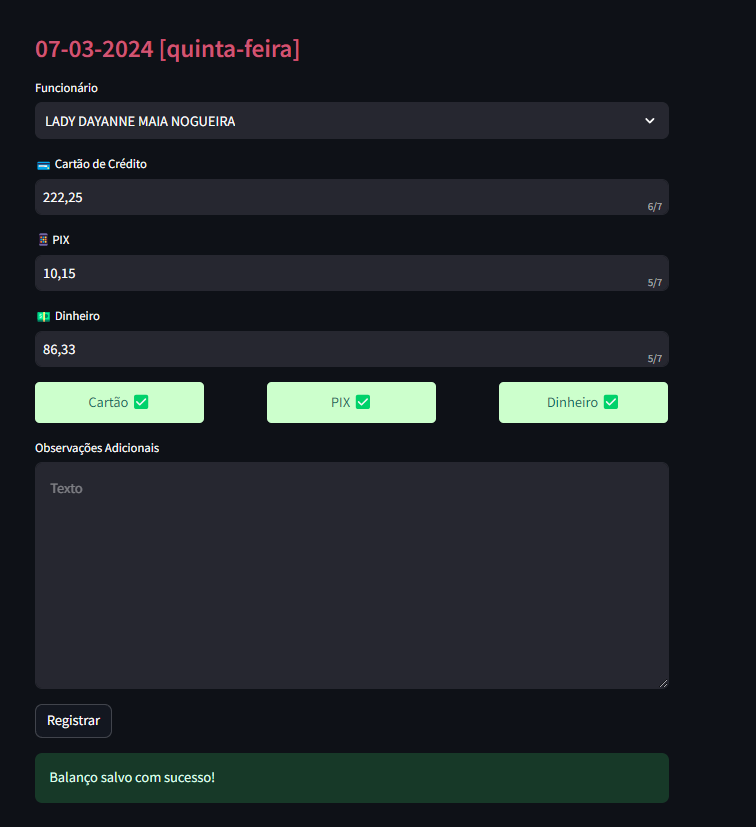 07-03-2024 [quinta-feira]
Funcionário
LADY DAYANNE MAIA NOGUEIRA
Cartão de Crédito
222,25
6/7
PIX
10,15
5/7
Dinheiro
86,33
5/7
Cartão ✅ PIX ✅ Dinheiro ✅
Observações Adicionais
Texto
Registrar
Balanço salvo com sucesso!